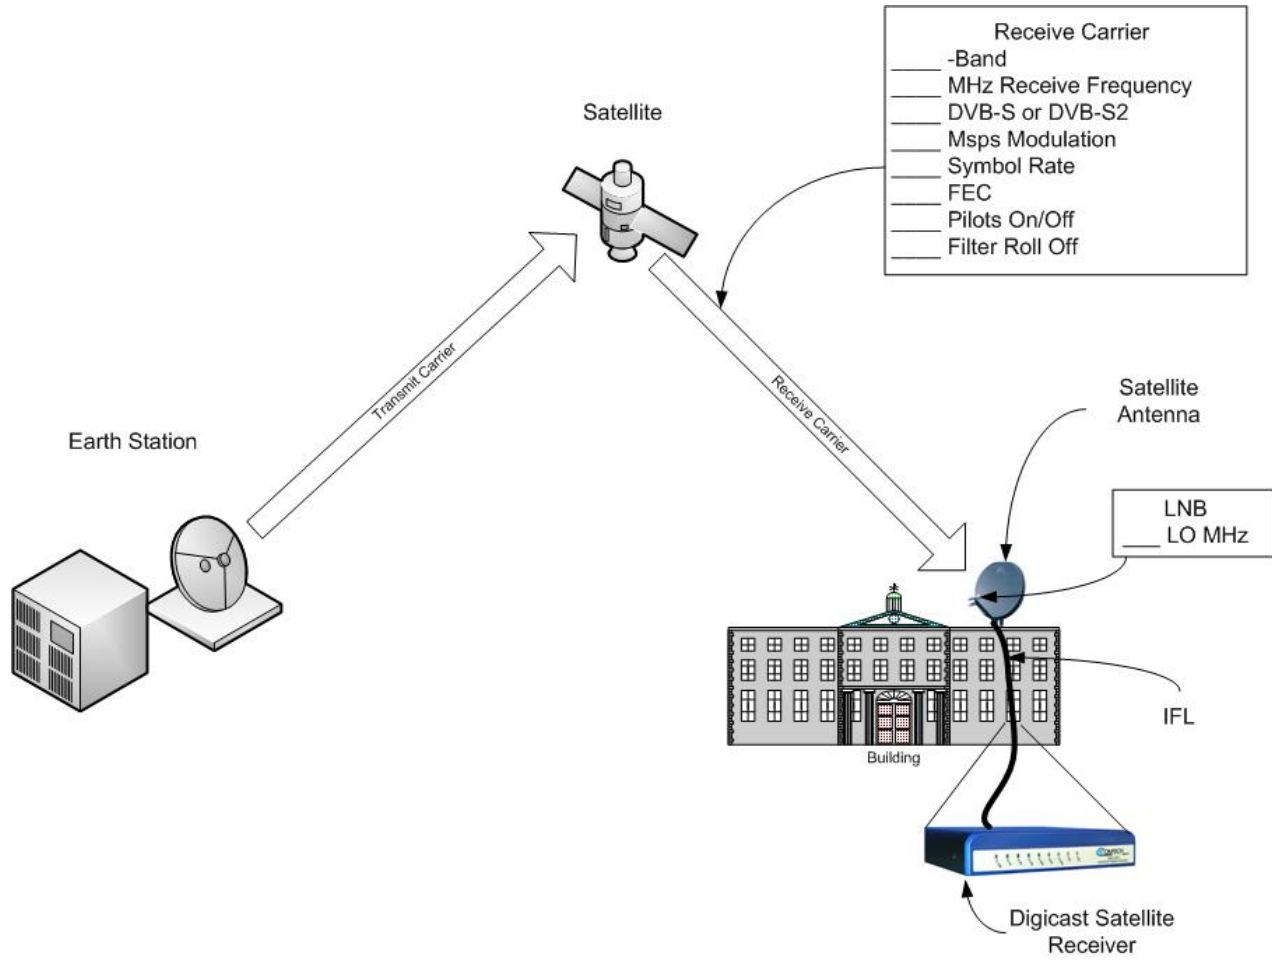 Receive Carrier
____ -Band
____ MHz Receive Frequency
____ DVB-S or DVB-S2
____ Msps Modulation
____ Symbol Rate
____ FEC
____ Pilots On/Off
____ Filter Roll Off
Satellite
Transmit Carrier
Receive Carrier
Satellite
Antenna
Earth Station
LNB
___ LO MHz
IFL
Building
Digicast Satellite
Receiver